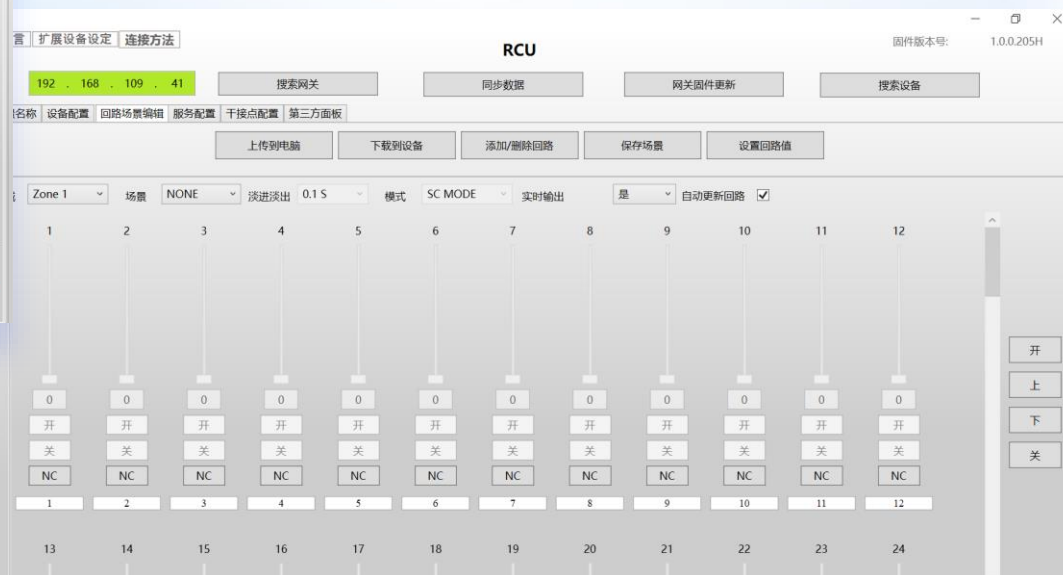 言 扩展设备设定 连接方法
RCU
固件版本号: 1.0.0.205H
192 . 168 . 109 . 41 搜索网关 同步数据 网关固件更新 搜索设备
名称 设备配置 回路场景编辑 服务配置 干接点配置 第三方面板
上传到电脑 下载到设备 添加/删除回路 保存场景 设置回路值
Zone 1 场景 NONE 淡进淡出 0.1 S 模式 SC MODE 实时输出 是 自动更新回路
1 2 3 4 5 6 7 8 9 10 11 12
开
上
下
关
0 0 0 0 0 0 0 0 0 0 0 0
开 开 开 开 开 开 开 开 开 开 开 开
关 关 关 关 关 关 关 关 关 关 关 关
NC NC NC NC NC NC NC NC NC NC NC NC
1 2 3 4 5 6 7 8 9 10 11 12
13 14 15 16 17 18 19 20 21 22 23 24